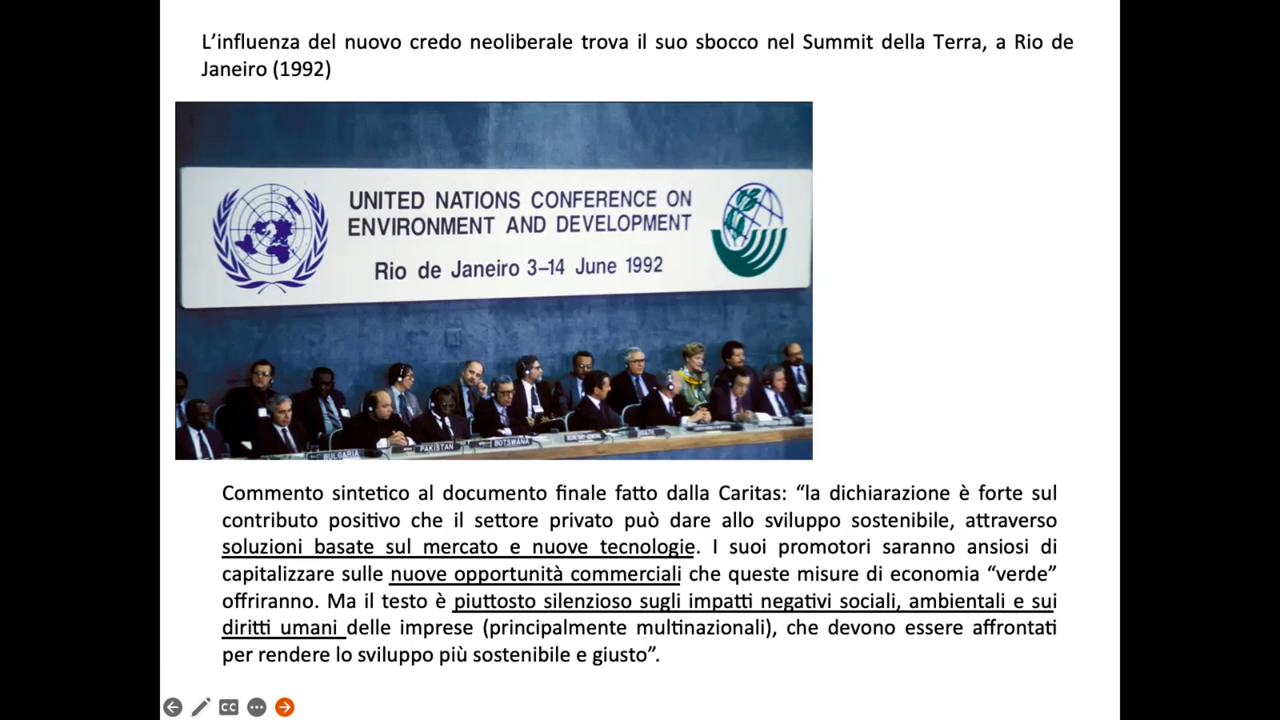 L’influenza del nuovo credo neoliberale trova il suo sbocco nel Summit della Terra, a Rio de
Janeiro (1992)
UNITED NATIONS CONFERENCE ON
ENVIRONMENT AND DEVELOPMENT
Rio de Janeiro 3–14 June 1992
BULGARIA
PAKISTAN
BOTSWANA
SECRETARY-GENERAL
Commento sintetico al documento finale fatto dalla Caritas: “la dichiarazione è forte sul
contributo positivo che il settore privato può dare allo sviluppo sostenibile, attraverso
soluzioni basate sul mercato e nuove tecnologie. I suoi promotori saranno ansiosi di
capitalizzare sulle nuove opportunità commerciali che queste misure di economia “verde”
offriranno. Ma il testo è piuttosto silenzioso sugli impatti negativi sociali, ambientali e sui
diritti umani delle imprese (principalmente multinazionali), che devono essere affrontati
per rendere lo sviluppo più sostenibile e giusto”.
CC